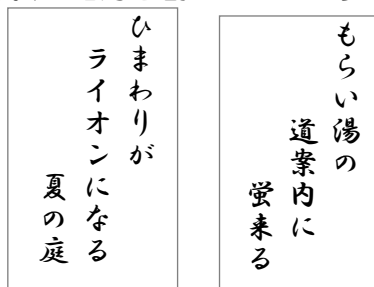 もらい湯の
道案内に
蛍来る
ひまわりが
ライオンになる
夏の庭